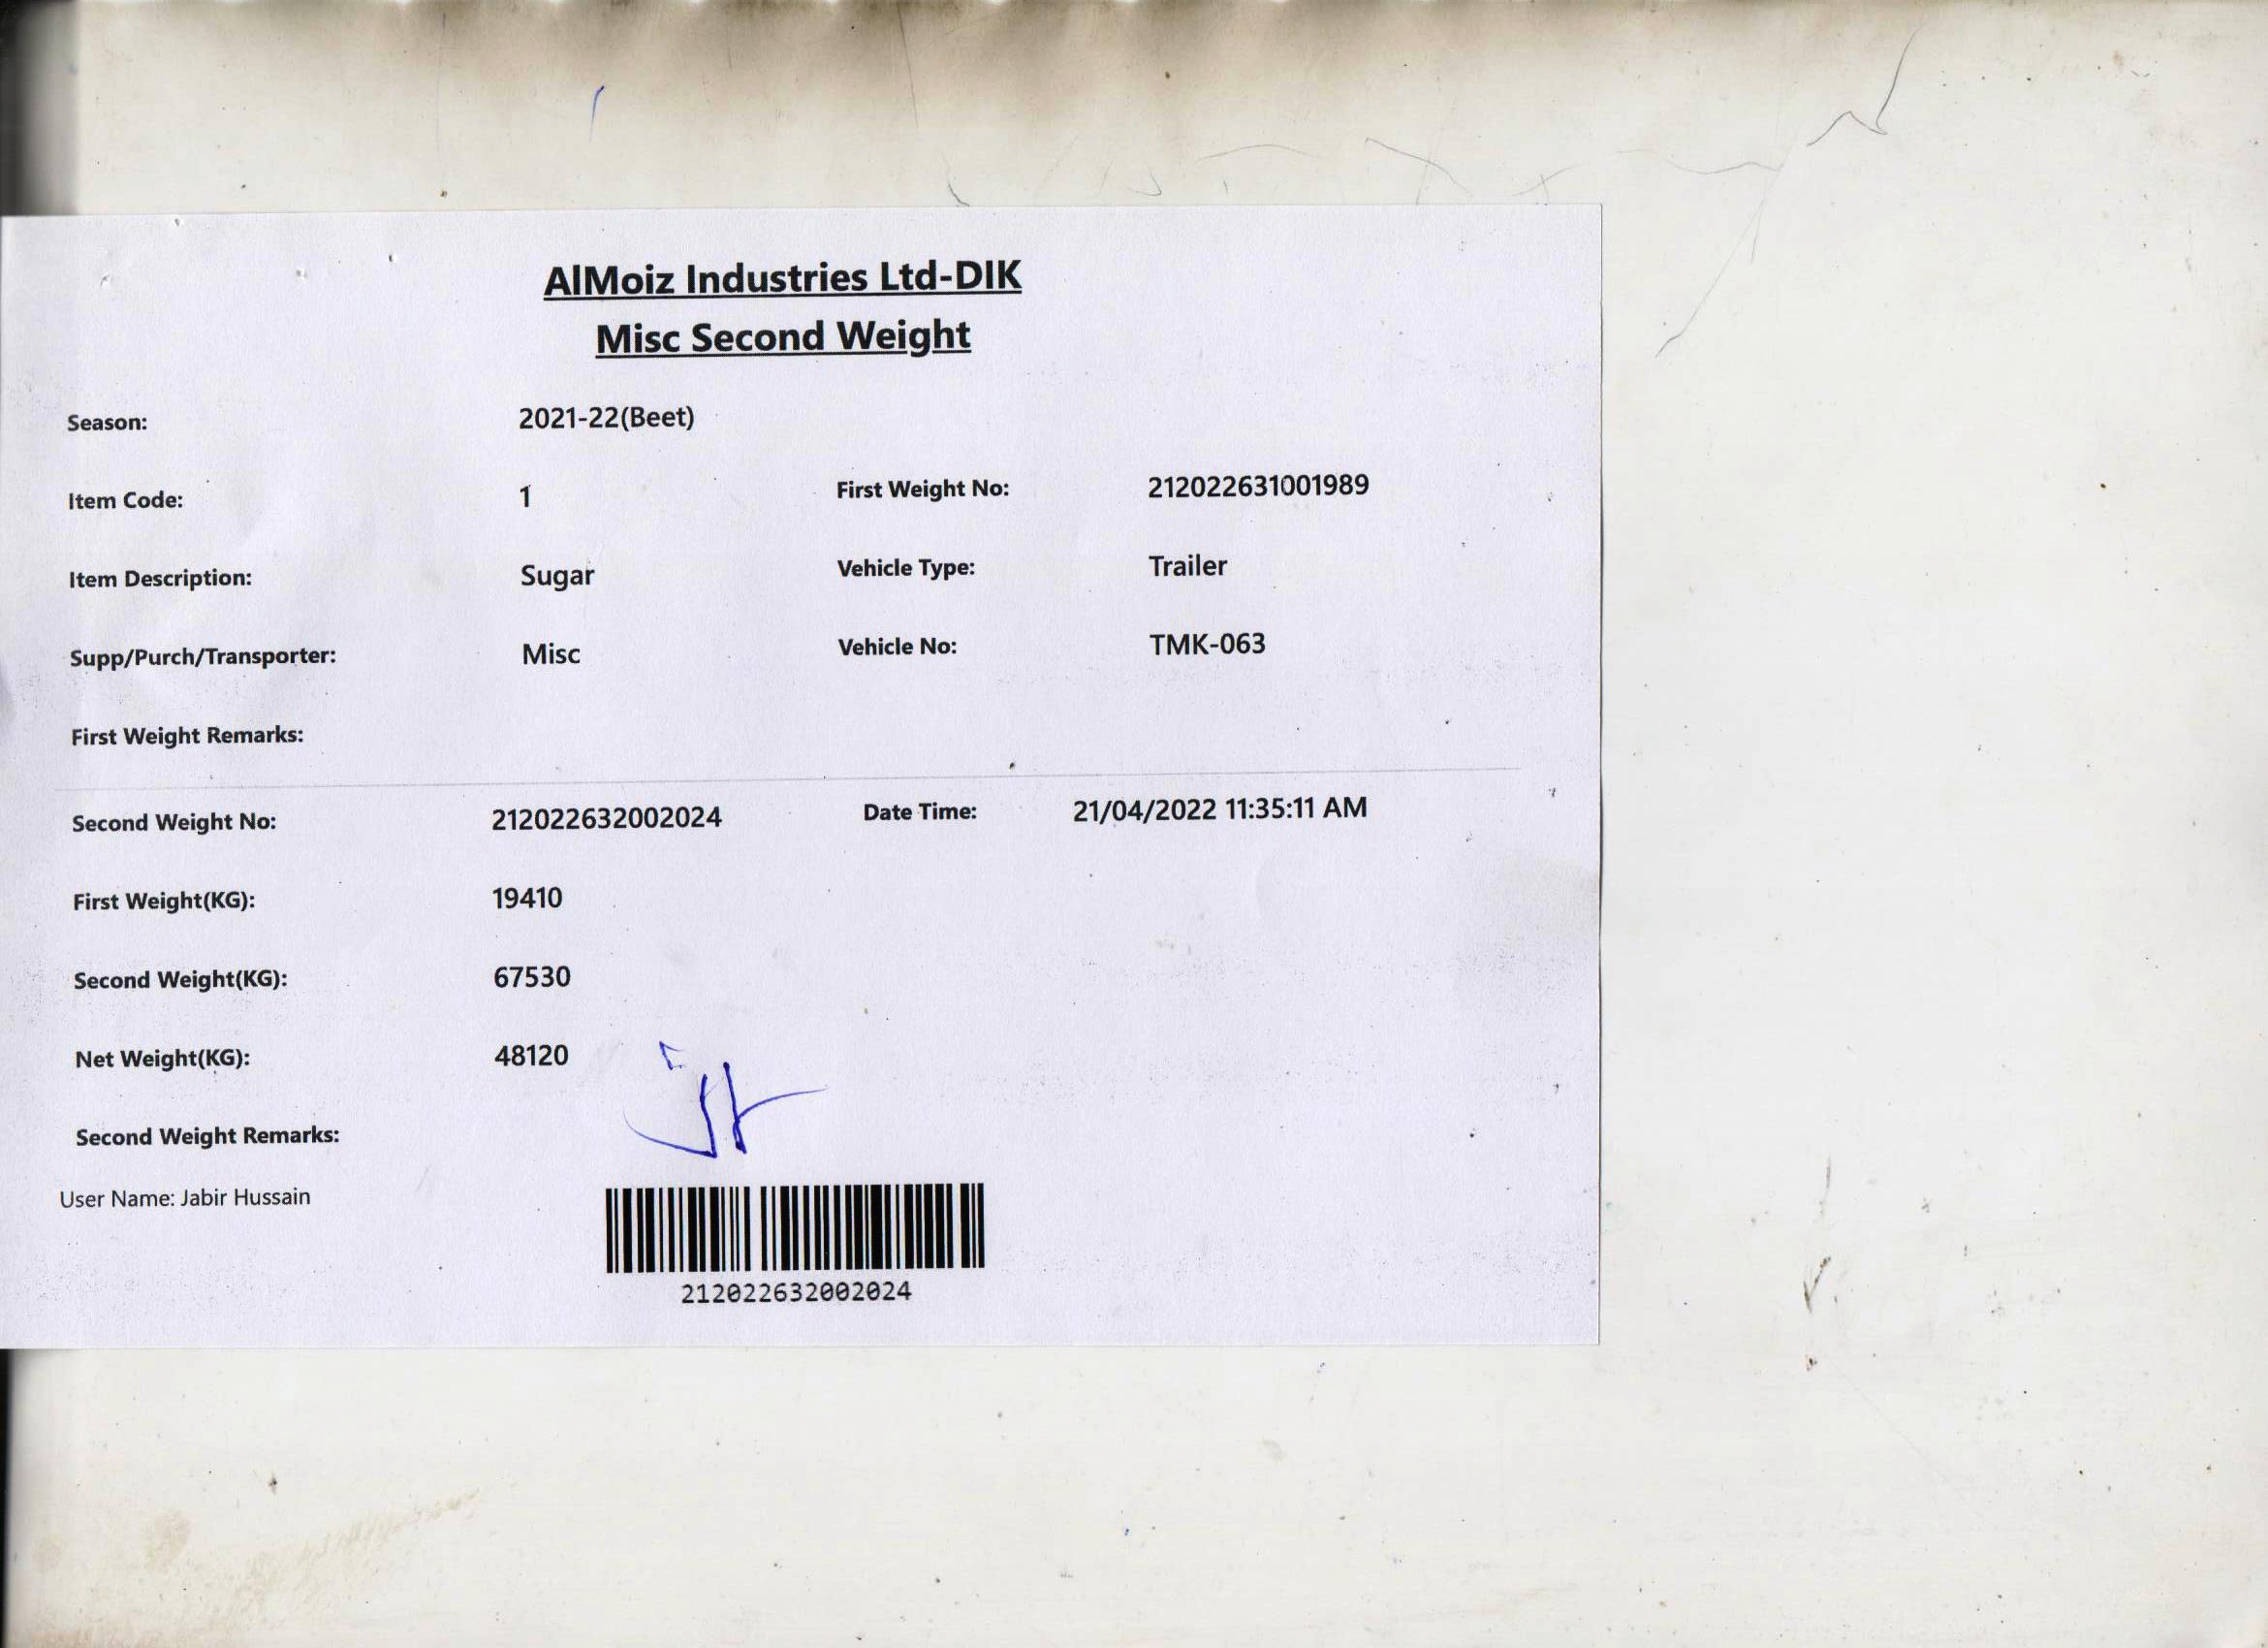 AlMoiz Industries Ltd-DIK
Misc Second Weight
Season: 2021-22(Beet)
Item Code: 1 First Weight No: 212022631001989
Item Description: Sugar Vehicle Type: Trailer
Supp/Purch/Transporter: Misc Vehicle No: TMK-063
First Weight Remarks:
Second Weight No: 212022632002024 Date Time: 21/04/2022 11:35:11 AM
First Weight(KG): 19410
Second Weight(KG): 67530
Net Weight(KG): 48120
Second Weight Remarks:
User Name: Jabir Hussain
212022632002024